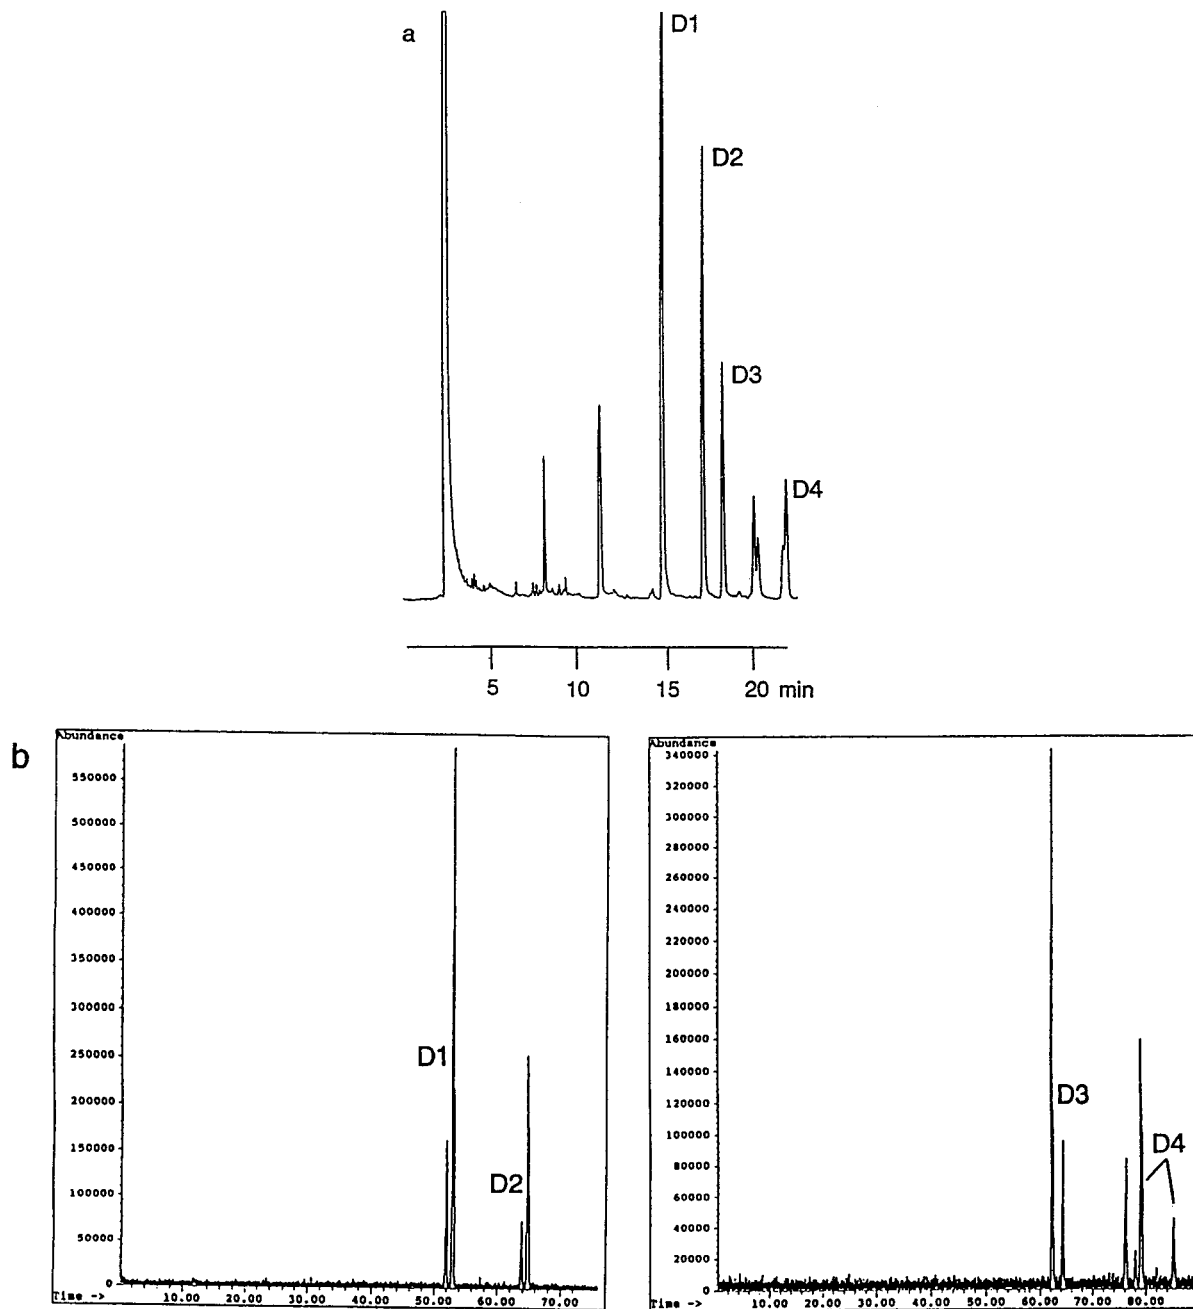 a
D1
D2
D3
D4
5 10 15 20 min
b
Abundance
550000
500000
450000
400000
350000
300000
250000
200000
150000
100000
50000
0
D1
D2
Time -> 10.00 20.00 30.00 40.00 50.00 60.00 70.00
Abundance
340000
320000
300000
280000
260000
240000
220000
200000
180000
160000
140000
120000
100000
80000
60000
40000
20000
0
D3
D4
Time -> 10.00 20.00 30.00 40.00 50.00 60.00 70.00 80.00